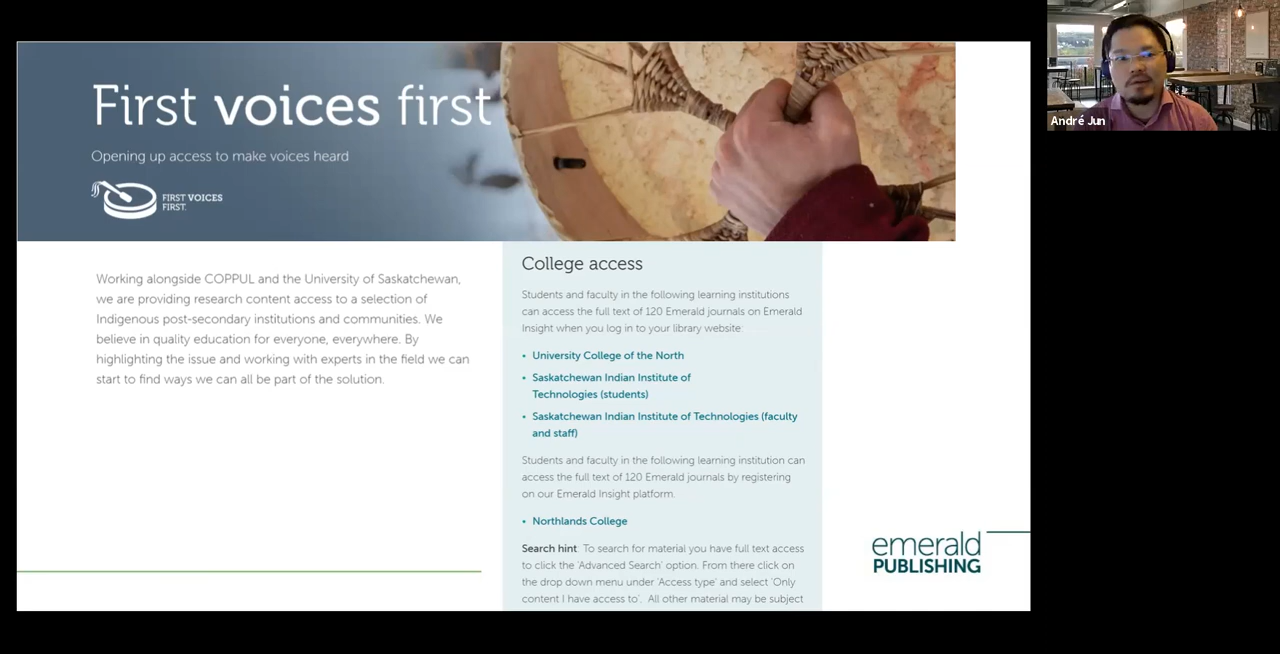 First voices first
Opening up access to make voices heard
FIRST VOICES
FIRST.
Working alongside COPPUL and the University of Saskatchewan,
we are providing research content access to a selection of
Indigenous post-secondary institutions and communities. We
believe in quality education for everyone, everywhere. By
highlighting the issue and working with experts in the field we can
start to find ways we can all be part of the solution.
College access
Students and faculty in the following learning institutions
can access the full text of 120 Emerald journals on Emerald
Insight when you log in to your library website:
• University College of the North
• Saskatchewan Indian Institute of
Technologies (students)
• Saskatchewan Indian Institute of Technologies (faculty
and staff)
Students and faculty in the following learning institution can
access the full text of 120 Emerald journals by registering
on our Emerald Insight platform.
• Northlands College
Search hint: To search for material you have full text access
to click the 'Advanced Search' option. From there click on
the drop down menu under 'Access type' and select 'Only
content I have access to'. All other material may be subject
emerald
PUBLISHING
André Jun